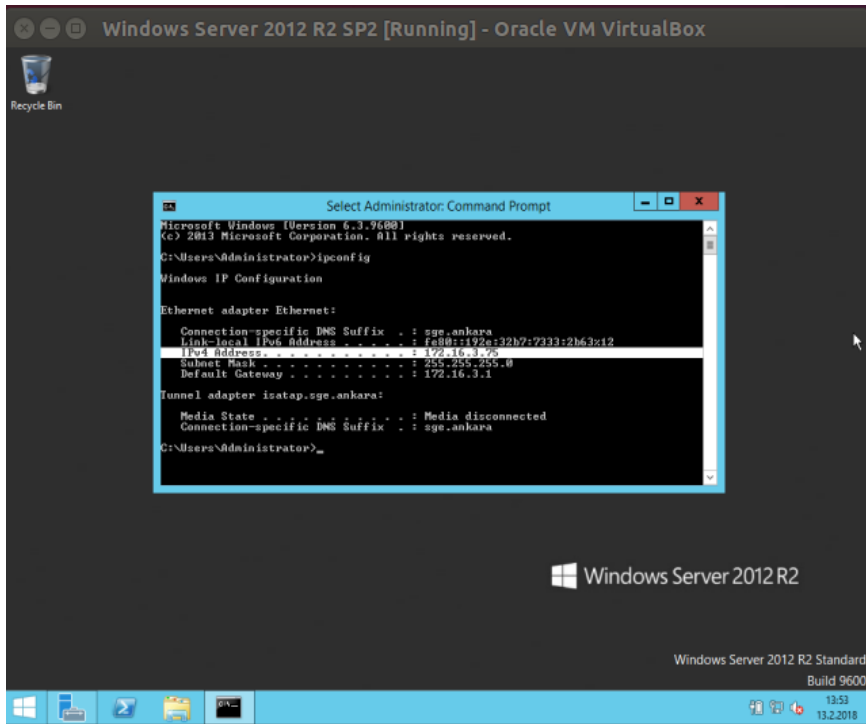 Windows Server 2012 R2 SP2 [Running] - Oracle VM VirtualBox
Recycle Bin
Select Administrator: Command Prompt
Microsoft Windows [Version 6.3.9600]
(c) 2013 Microsoft Corporation. All rights reserved.
C:\Users\Administrator>ipconfig
Windows IP Configuration
Ethernet adapter Ethernet:
Connection-specific DNS Suffix . : sge.ankara
Link-local IPv6 Address . . . . . : fe80::192e:32b7:7333:2b63%12
IPv4 Address. . . . . . . . . . . : 172.16.3.75
Subnet Mask . . . . . . . . . . . : 255.255.255.0
Default Gateway . . . . . . . . . : 172.16.3.1
Tunnel adapter isatap.sge.ankara:
Media State . . . . . . . . . . . : Media disconnected
Connection-specific DNS Suffix . : sge.ankara
C:\Users\Administrator>_
Windows Server 2012 R2
Windows Server 2012 R2 Standard
Build 9600
13:53
13.2.2018